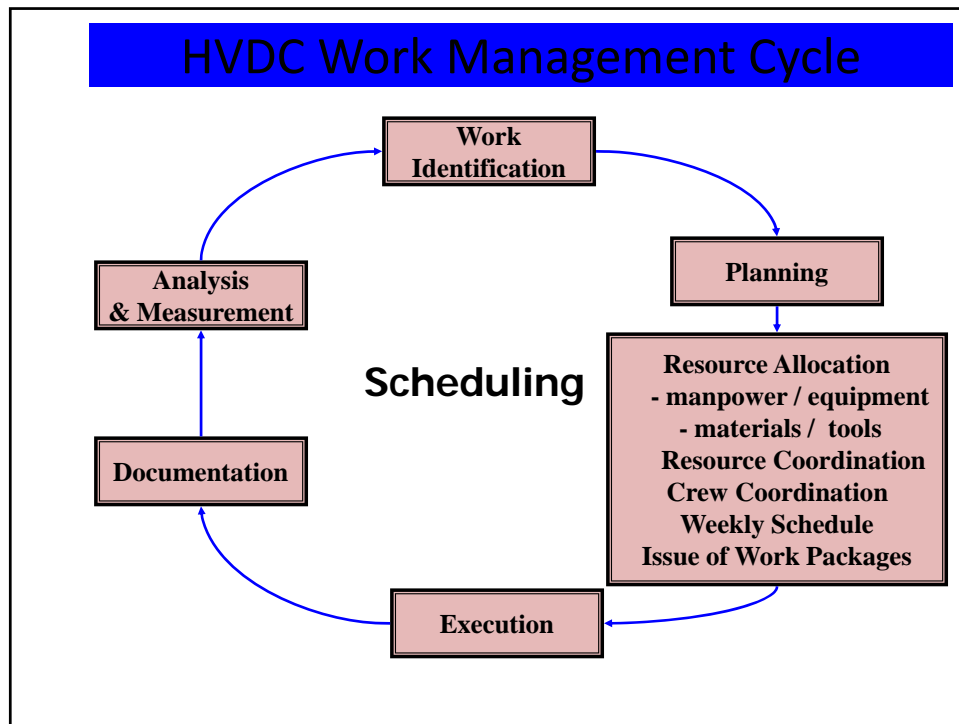 HVDC Work Management Cycle
Work
Identification
Planning
Analysis
& Measurement
Scheduling
Resource Allocation
- manpower / equipment
- materials / tools
Resource Coordination
Crew Coordination
Weekly Schedule
Issue of Work Packages
Documentation
Execution